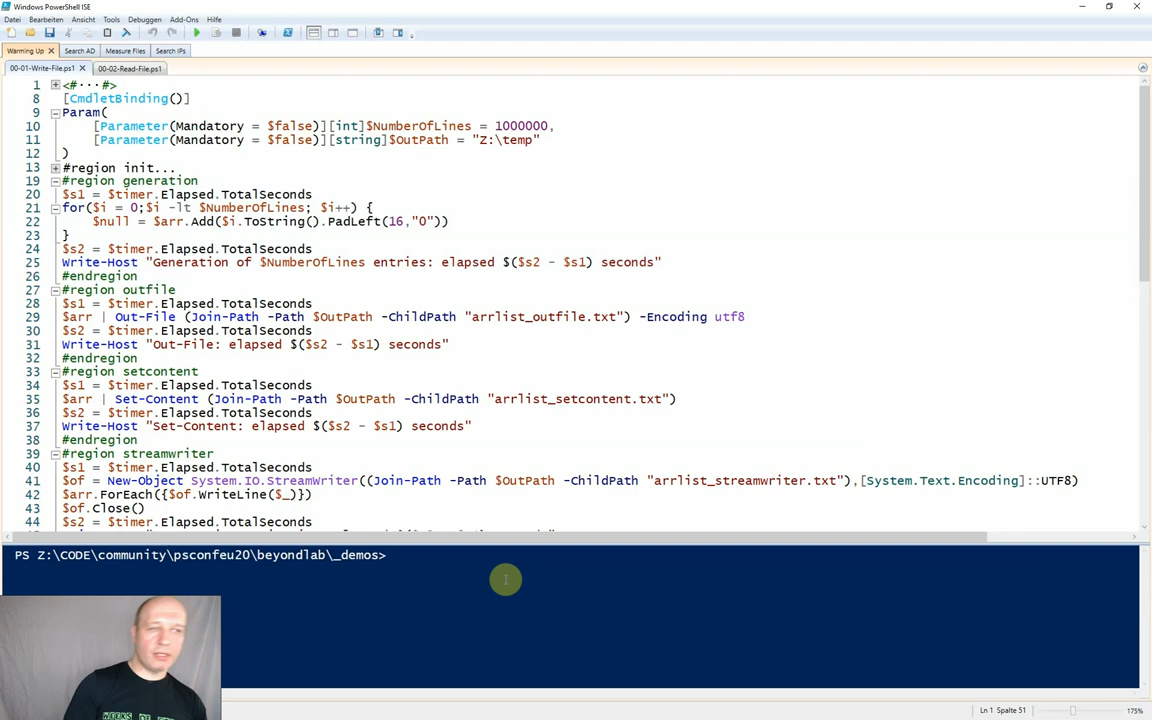 Windows PowerShell ISE
Datei Bearbeiten Ansicht Tools Debuggen Add-Ons Hilfe
Warming Up Search AD Measure Files Search IPs
00-01-Write-File.ps1 00-02-Read-File.ps1
1 <#···#>
8 [CmdletBinding()]
9 Param(
10 [Parameter(Mandatory = $false)][int]$NumberOfLines = 1000000,
11 [Parameter(Mandatory = $false)][string]$OutPath = "Z:\temp"
12 )
13 #region init...
19 #region generation
20 $s1 = $timer.Elapsed.TotalSeconds
21 for($i = 0;$i -lt $NumberOfLines; $i++) {
22 $null = $arr.Add($i.ToString().PadLeft(16,"0"))
23 }
24 $s2 = $timer.Elapsed.TotalSeconds
25 Write-Host "Generation of $NumberOfLines entries: elapsed $($s2 - $s1) seconds"
26 #endregion
27 #region outfile
28 $s1 = $timer.Elapsed.TotalSeconds
29 $arr | Out-File (Join-Path -Path $OutPath -ChildPath "arrlist_outfile.txt") -Encoding utf8
30 $s2 = $timer.Elapsed.TotalSeconds
31 Write-Host "Out-File: elapsed $($s2 - $s1) seconds"
32 #endregion
33 #region setcontent
34 $s1 = $timer.Elapsed.TotalSeconds
35 $arr | Set-Content (Join-Path -Path $OutPath -ChildPath "arrlist_setcontent.txt")
36 $s2 = $timer.Elapsed.TotalSeconds
37 Write-Host "Set-Content: elapsed $($s2 - $s1) seconds"
38 #endregion
39 #region streamwriter
40 $s1 = $timer.Elapsed.TotalSeconds
41 $of = New-Object System.IO.StreamWriter((Join-Path -Path $OutPath -ChildPath "arrlist_streamwriter.txt"),[System.Text.Encoding]::UTF8)
42 $arr.ForEach({$of.WriteLine($_)})
43 $of.Close()
44 $s2 = $timer.Elapsed.TotalSeconds
PS Z:\CODE\community\psconfeu20\beyondlab\_demos>
Ln 1 Spalte 51 175%